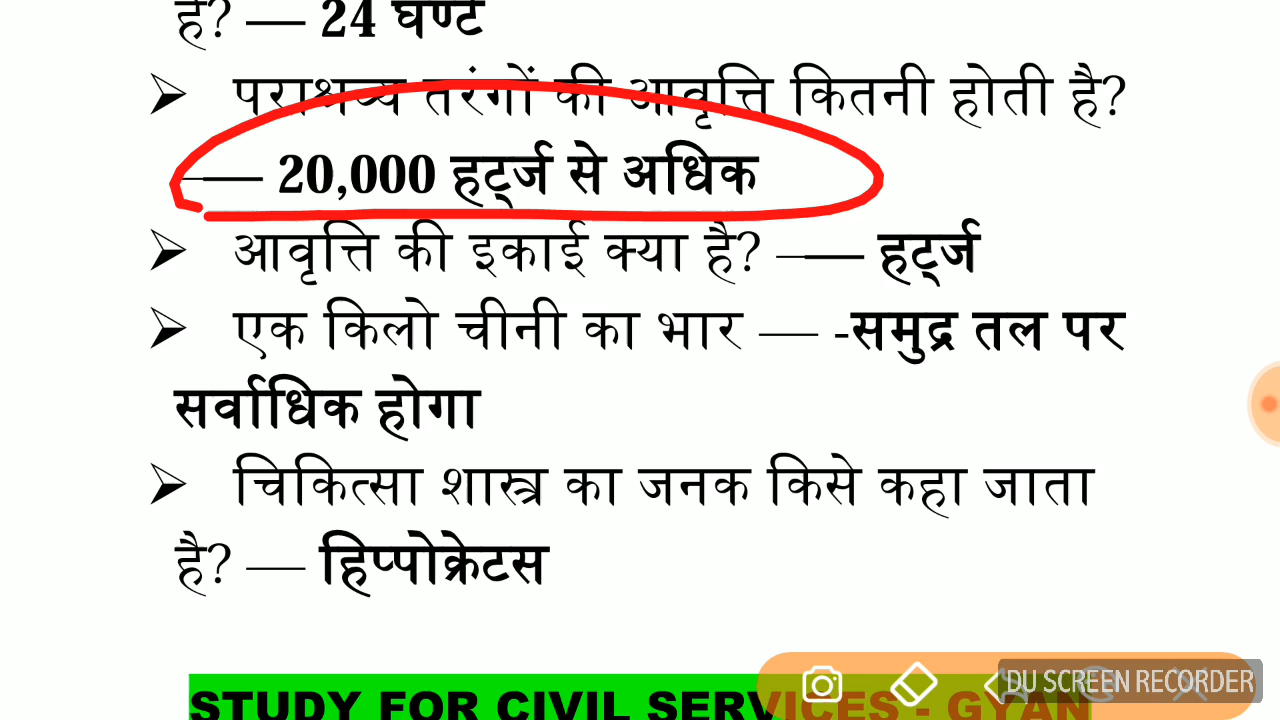 है? — 24 घण्टे
➢ पराश्रव्य तरंगों की आवृत्ति कितनी होती है?
—— 20,000 हर्ट्ज से अधिक
➢ आवृत्ति की इकाई क्या है? —— हर्ट्ज
➢ एक किलो चीनी का भार — -समुद्र तल पर
सर्वाधिक होगा
➢ चिकित्सा शास्त्र का जनक किसे कहा जाता
है? — हिप्पोक्रेटस
STUDY FOR CIVIL SERVICES - GYAN
DU SCREEN RECORDER